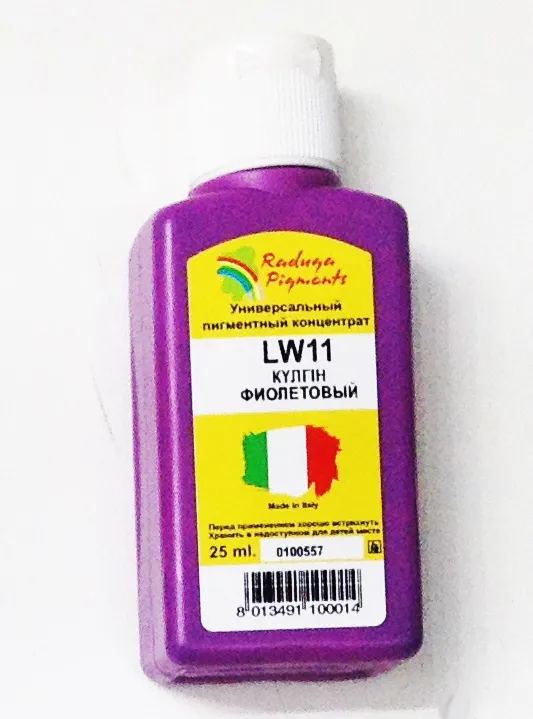 Raduga
Pigments
Универсальный
пигментный концентрат
LW11
КҮЛГІН
ФИОЛЕТОВЫЙ
Made in Italy
Перед применением хорошо встряхнуть
Хранить в недоступном для детей месте
25 ml. 0100557
8 013491 100014